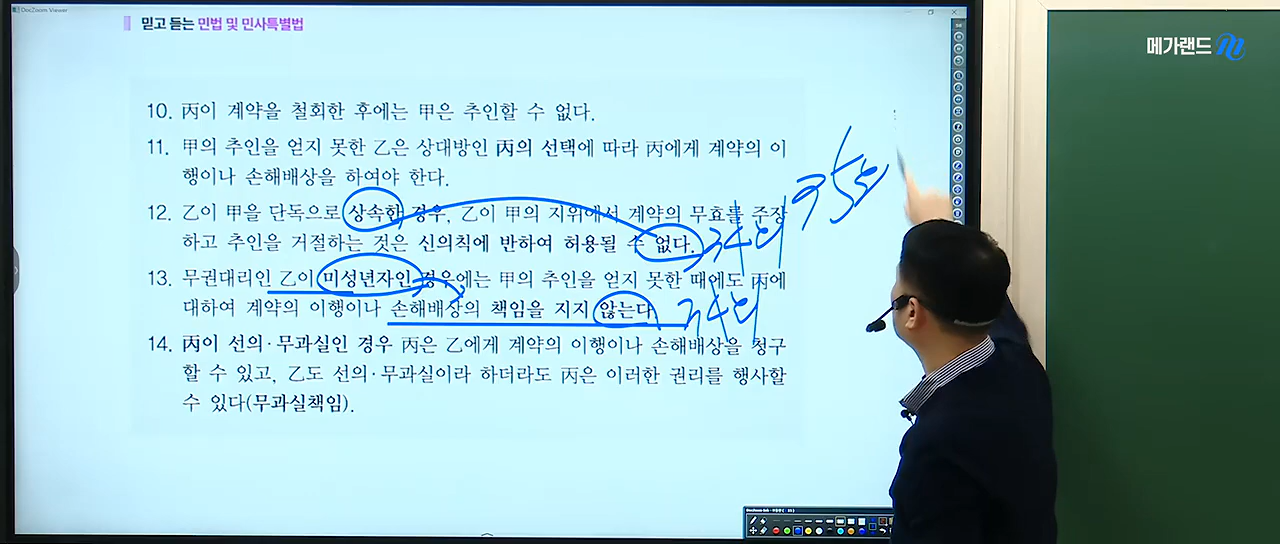 DocZoom Viewer
믿고 듣는 민법 및 민사특별법
메가랜드
10. 丙이 계약을 철회한 후에는 甲은 추인할 수 없다.
11. 甲의 추인을 얻지 못한 乙은 상대방인 丙의 선택에 따라 丙에게 계약의 이
행이나 손해배상을 하여야 한다.
12. 乙이 甲을 단독으로 상속한 경우, 乙이 甲의 지위에서 계약의 무효를 주장
하고 추인을 거절하는 것은 신의칙에 반하여 허용될 수 없다.
13. 무권대리인 乙이 미성년자인 경우에는 甲의 추인을 얻지 못한 때에도 丙에
대하여 계약의 이행이나 손해배상의 책임을 지지 않는다.
14. 丙이 선의·무과실인 경우 丙은 乙에게 계약의 이행이나 손해배상을 청구
할 수 있고, 乙도 선의·무과실이라 하더라도 丙은 이러한 권리를 행사할
수 있다(무과실책임).